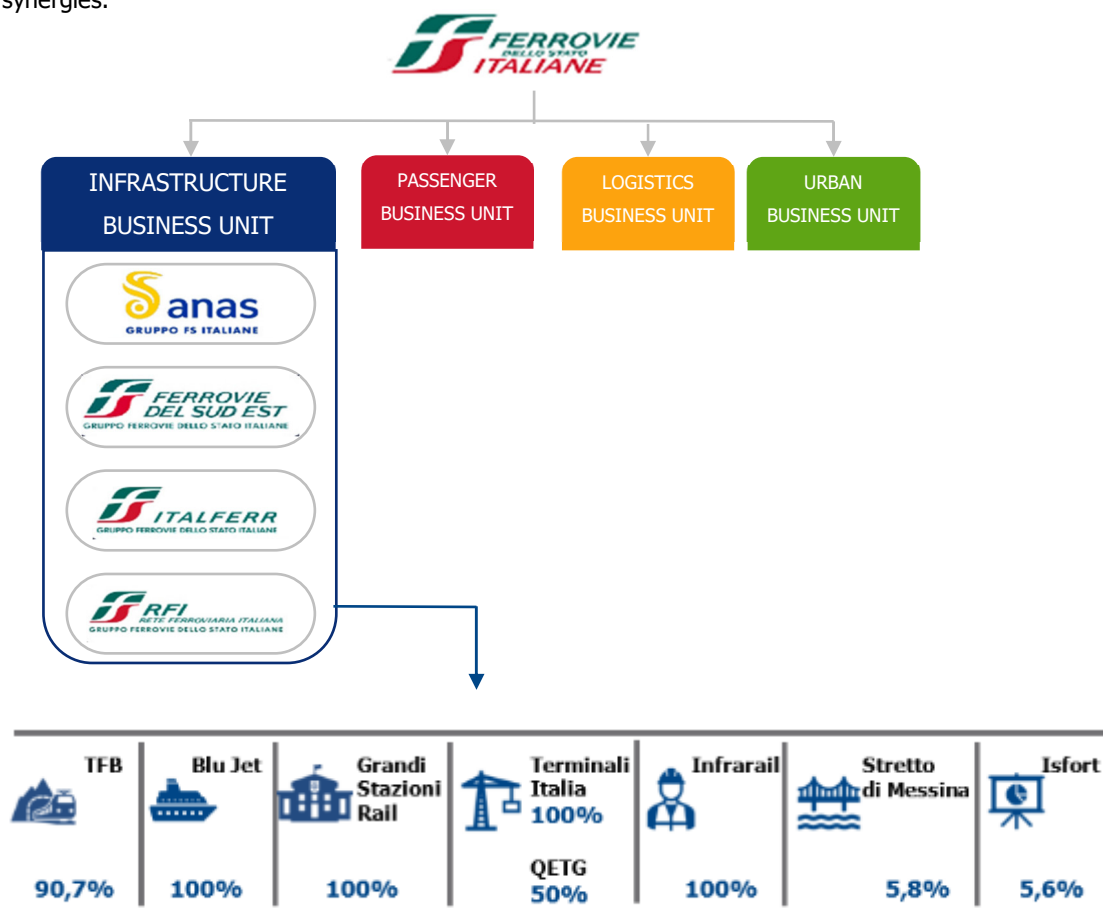 synergies.
FERROVIE
DELLO STATO
ITALIANE
INFRASTRUCTURE
BUSINESS UNIT
PASSENGER
BUSINESS UNIT
LOGISTICS
BUSINESS UNIT
URBAN
BUSINESS UNIT
anas
GRUPPO FS ITALIANE
FERROVIE
DEL SUD EST
GRUPPO FERROVIE DELLO STATO ITALIANE
ITALFERR
GRUPPO FERROVIE DELLO STATO ITALIANE
RFI
RETE FERROVIARIA ITALIANA
GRUPPO FERROVIE DELLO STATO ITALIANE
TFB
90,7%
Blu Jet
100%
Grandi
Stazioni
Rail
100%
Terminali
Italia
100%
QETG
50%
Infrarail
100%
Stretto
di Messina
5,8%
Isfort
5,6%